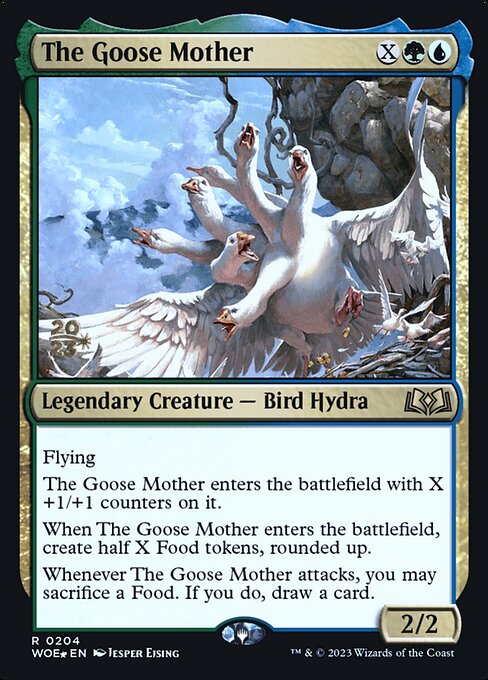 The Goose Mother X
20
23
Legendary Creature — Bird Hydra
Flying
The Goose Mother enters the battlefield with X
+1/+1 counters on it.
When The Goose Mother enters the battlefield,
create half X Food tokens, rounded up.
Whenever The Goose Mother attacks, you may
sacrifice a Food. If you do, draw a card.
2/2
R 0204
WOE★EN Jesper Eising
™ & © 2023 Wizards of the Coast